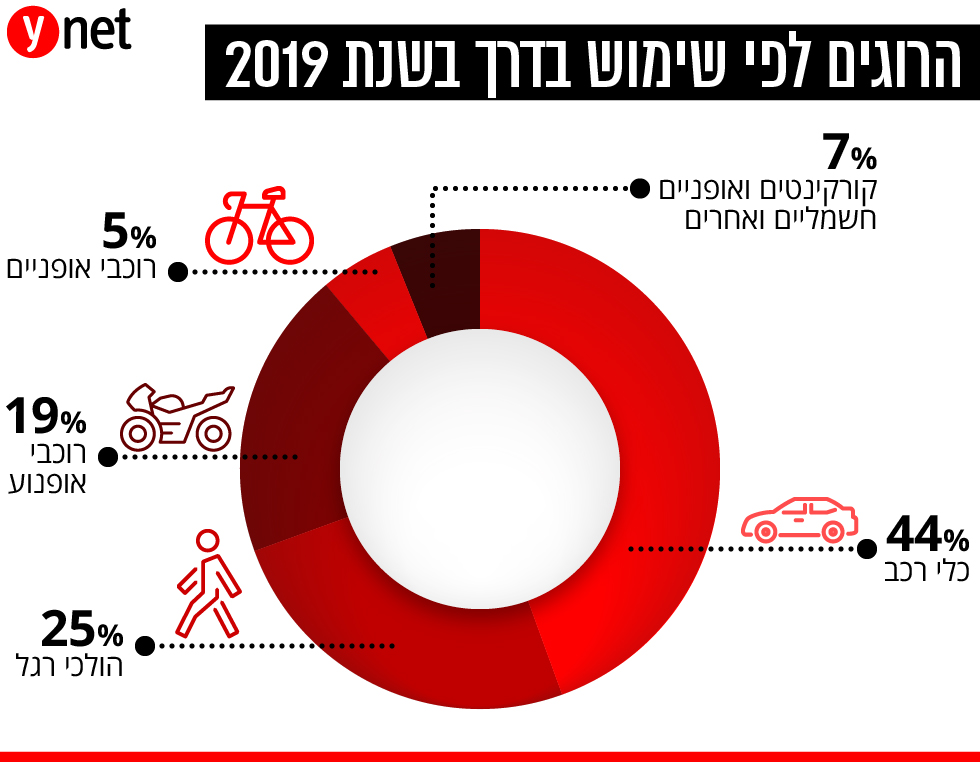 ynet
הרוגים לפי שימוש בדרך בשנת 2019
7%
קורקינטים ואופניים
חשמליים ואחרים
5%
רוכבי אופניים
19%
רוכבי
אופנוע
44%
כלי רכב
25%
הולכי רגל